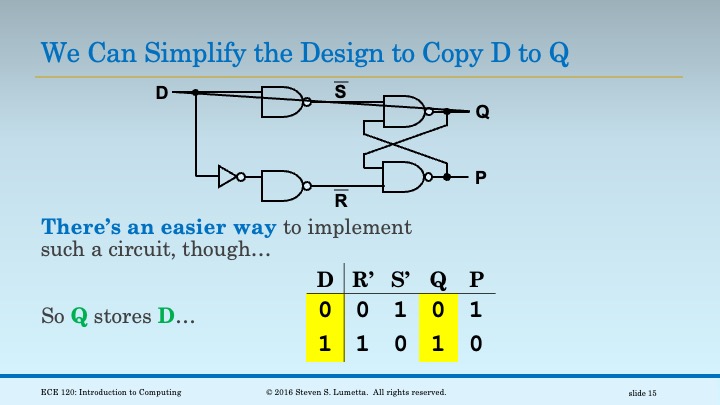 We Can Simplify the Design to Copy D to Q
D
S
Q
P
R
There's an easier way to implement
such a circuit, though…
D R' S' Q P
0 0 1 0 1
So Q stores D…
1 1 0 1 0
ECE 120: Introduction to Computing © 2016 Steven S. Lumetta. All rights reserved. slide 15